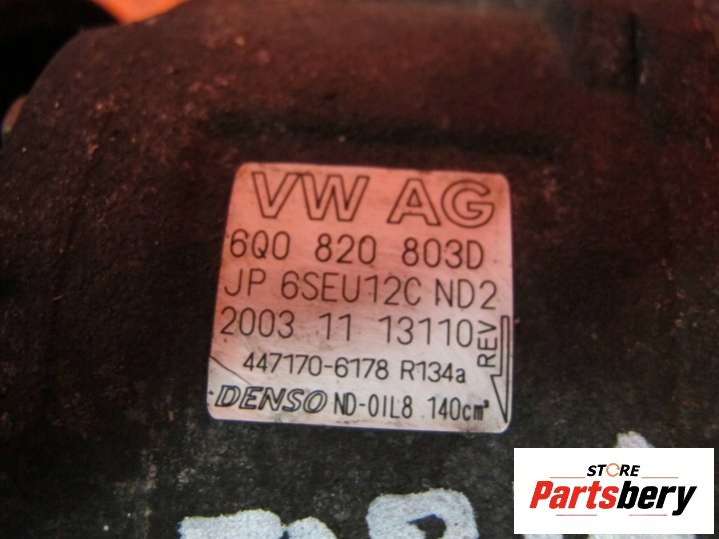 VW AG
6Q0 820 803D
JP 6SEU12C ND2
2003 11 13110
REV
447170-6178 R134a
DENSO ND-OIL8 140cm³
STORE
Partsbery